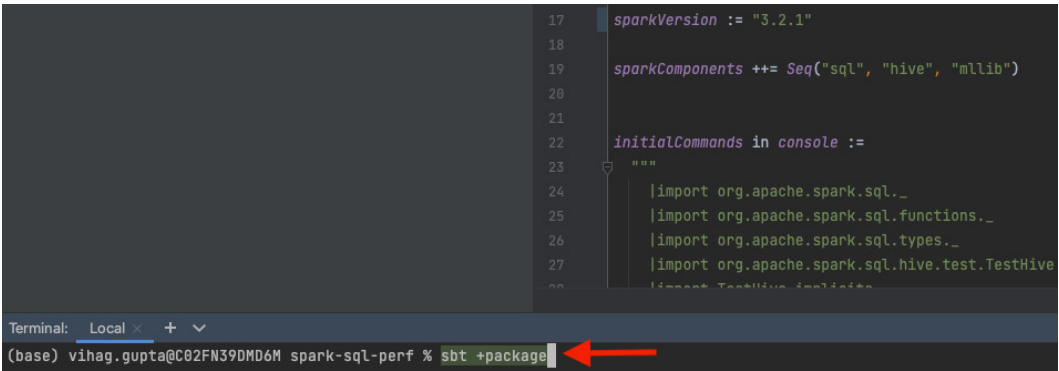 17 sparkVersion := "3.2.1"
18
19 sparkComponents ++= Seq("sql", "hive", "mllib")
20
21
22 initialCommands in console :=
23 """
24 |import org.apache.spark.sql._
25 |import org.apache.spark.sql.functions._
26 |import org.apache.spark.sql.types._
27 |import org.apache.spark.sql.hive.test.TestHive
Terminal: Local × + ∨
(base) vihag.gupta@C02FN39DMD6M spark-sql-perf % sbt +package